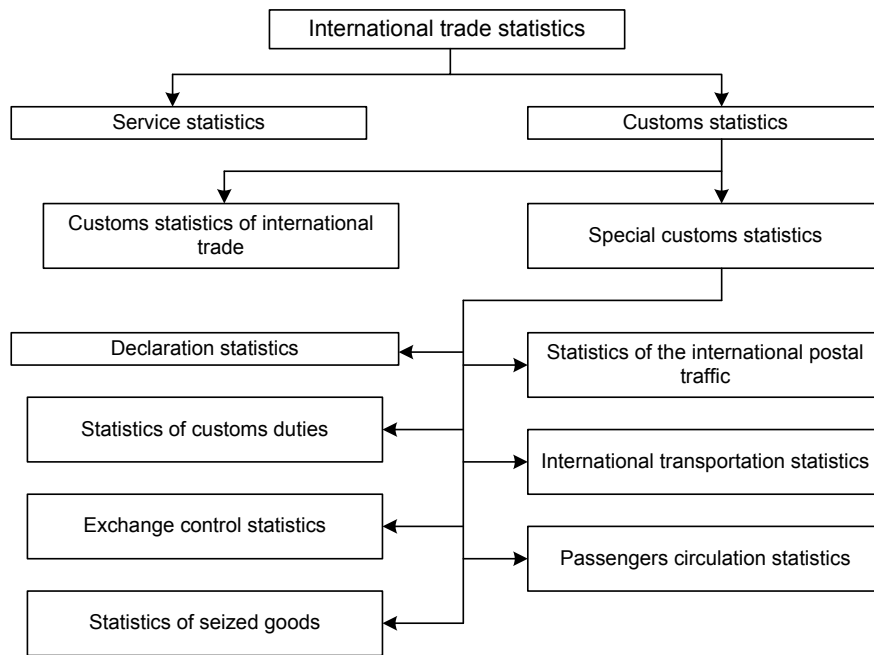 International trade statistics
Service statistics
Customs statistics
Customs statistics of international
trade
Special customs statistics
Declaration statistics
Statistics of the international postal
traffic
Statistics of customs duties
International transportation statistics
Exchange control statistics
Passengers circulation statistics
Statistics of seized goods